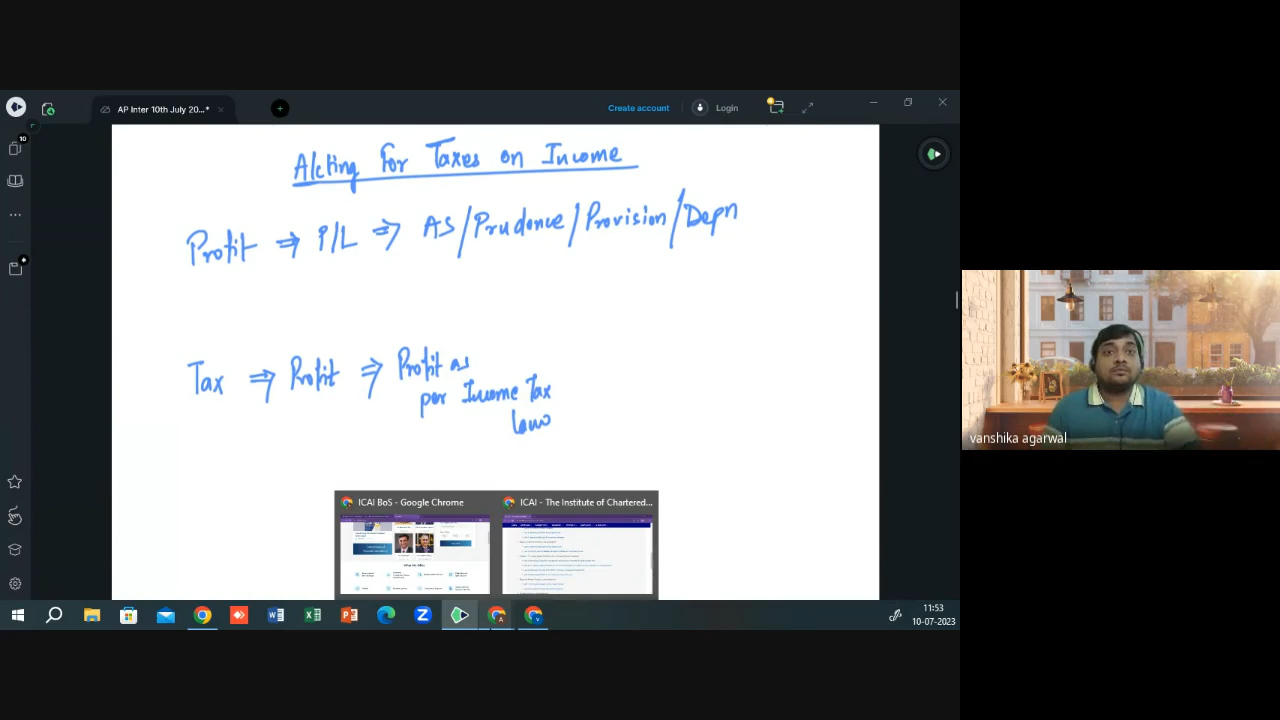 AP Inter 10th July 20...*
Create account
Login
10
Accting For Taxes on Income
Profit ⇒ P/L ⇒ AS/Prudence/Provision/Depn
Tax ⇒ Profit ⇒ Profit as
per Income Tax
laws
vanshika agarwal
ICAI BoS - Google Chrome
ICAI - The Institute of Chartered...
11:53
10-07-2023